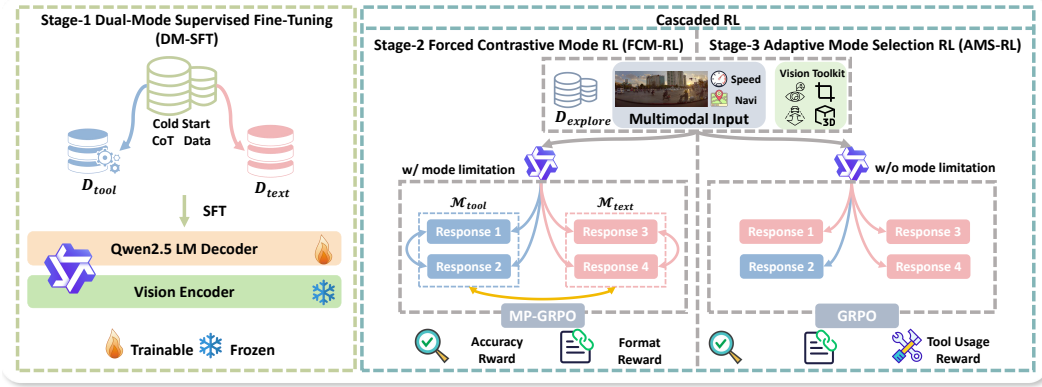 Stage-1 Dual-Mode Supervised Fine-Tuning
(DM-SFT)
Cold Start
CoT Data
D_tool
D_text
SFT
Qwen2.5 LM Decoder
Vision Encoder
Trainable
Frozen
Cascaded RL
Stage-2 Forced Contrastive Mode RL (FCM-RL)
Stage-3 Adaptive Mode Selection RL (AMS-RL)
D_explore
Speed
Navi
Multimodal Input
Vision Toolkit
3D
w/ mode limitation
M_tool
M_text
Response 1
Response 2
Response 3
Response 4
MP-GRPO
Accuracy
Rward
Format
Reward
w/o mode limitation
Response 1
Response 2
Response 3
Response 4
GRPO
Tool Usage
Reward